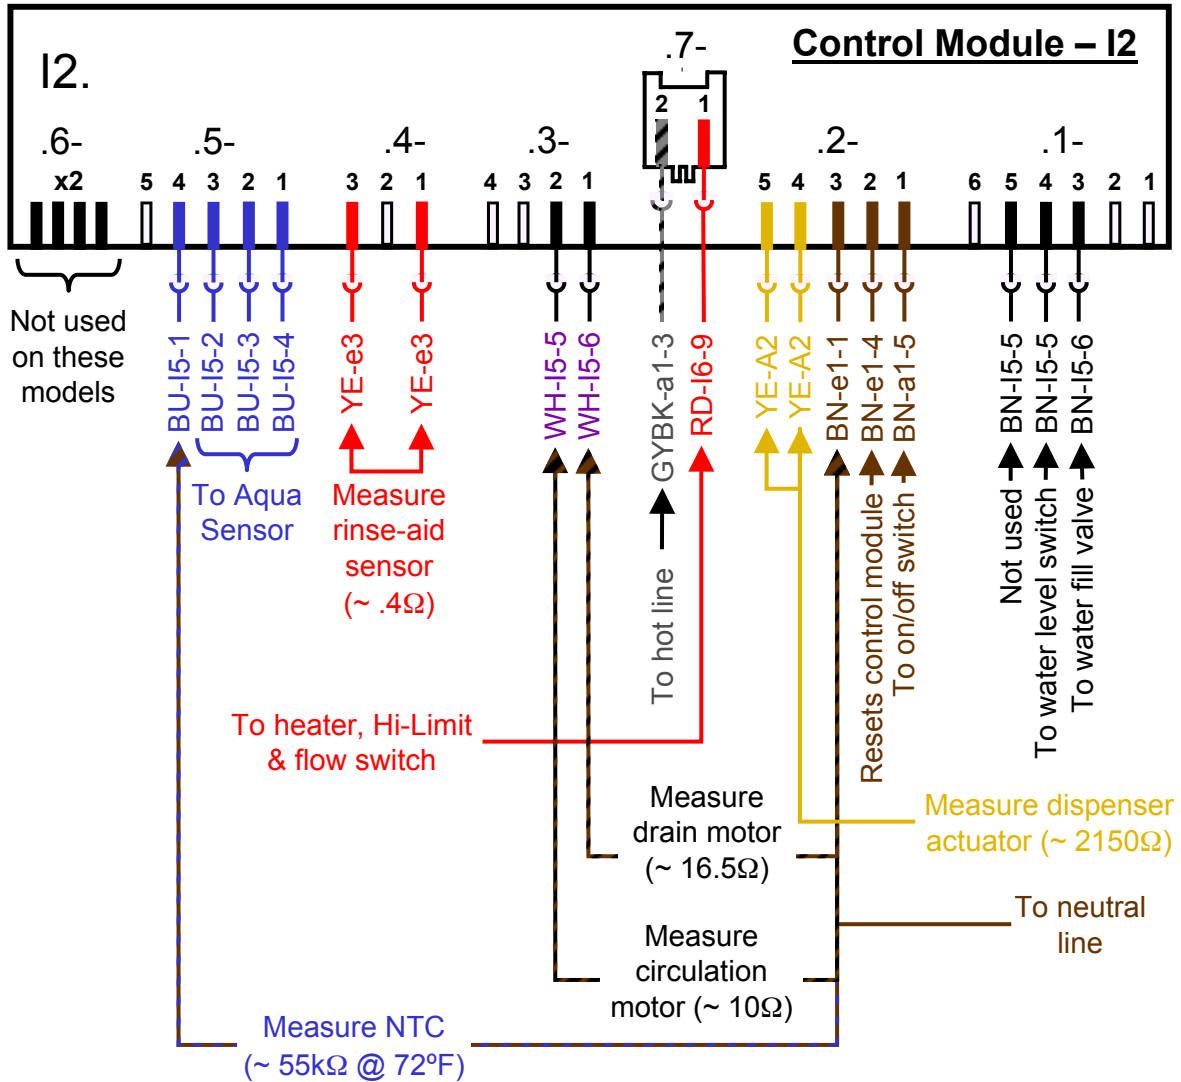 Control Module – I2
I2.
.7-
2 1
.6-
.5-
.4-
.3-
.2-
.1-
x2
5 4 3 2 1
3 2 1
4 3 2 1
5 4 3 2 1
6 5 4 3 2 1
Not used
on these
models
BU-I5-1
BU-I5-2
BU-I5-3
BU-I5-4
YE-e3
YE-e3
WH-I5-5
WH-I5-6
GYBK-a1-3
RD-I6-9
YE-A2
YE-A2
BN-e1-1
BN-e1-4
BN-a1-5
BN-I5-5
BN-I5-5
BN-I5-6
To Aqua
Sensor
Measure
rinse-aid
sensor
(~ .4Ω)
To hot line
Resets control module
To on/off switch
Not used
To water level switch
To water fill valve
To heater, Hi-Limit
& flow switch
Measure
drain motor
(~ 16.5Ω)
Measure dispenser
actuator (~ 2150Ω)
To neutral
line
Measure
circulation
motor (~ 10Ω)
Measure NTC
(~ 55kΩ @ 72ºF)